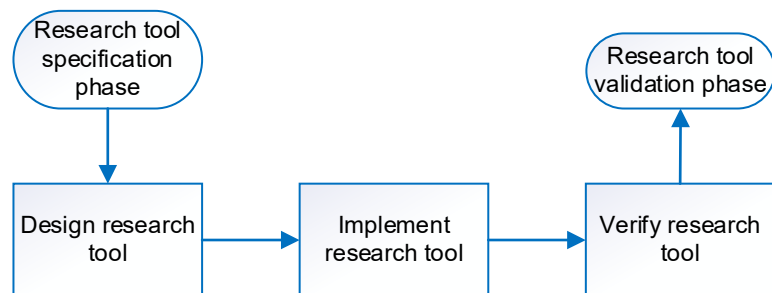 Research tool
specification
phase
Research tool
validation phase
Design research
tool
Implement
research tool
Verify research
tool